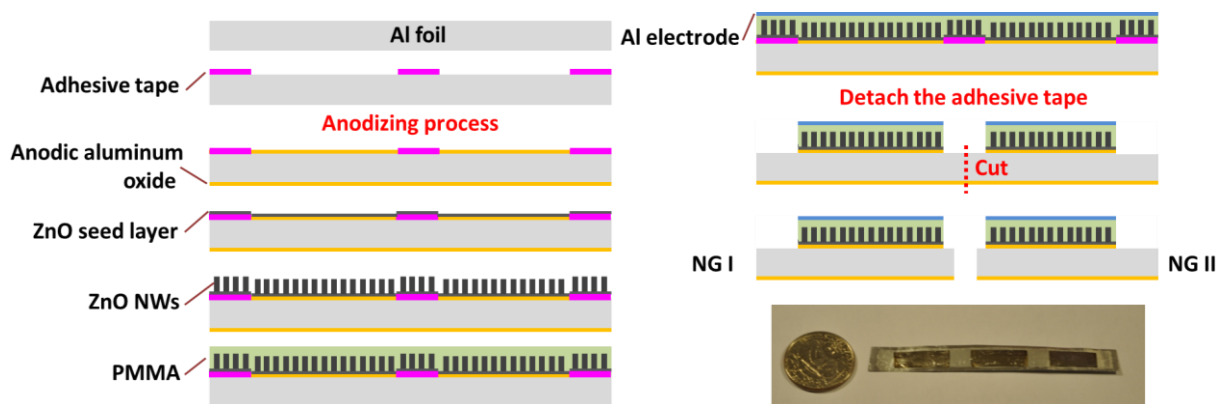 Al foil
Adhesive tape
Anodizing process
Anodic aluminum
oxide
ZnO seed layer
ZnO NWs
PMMA
Al electrode
Detach the adhesive tape
Cut
NG I
NG II